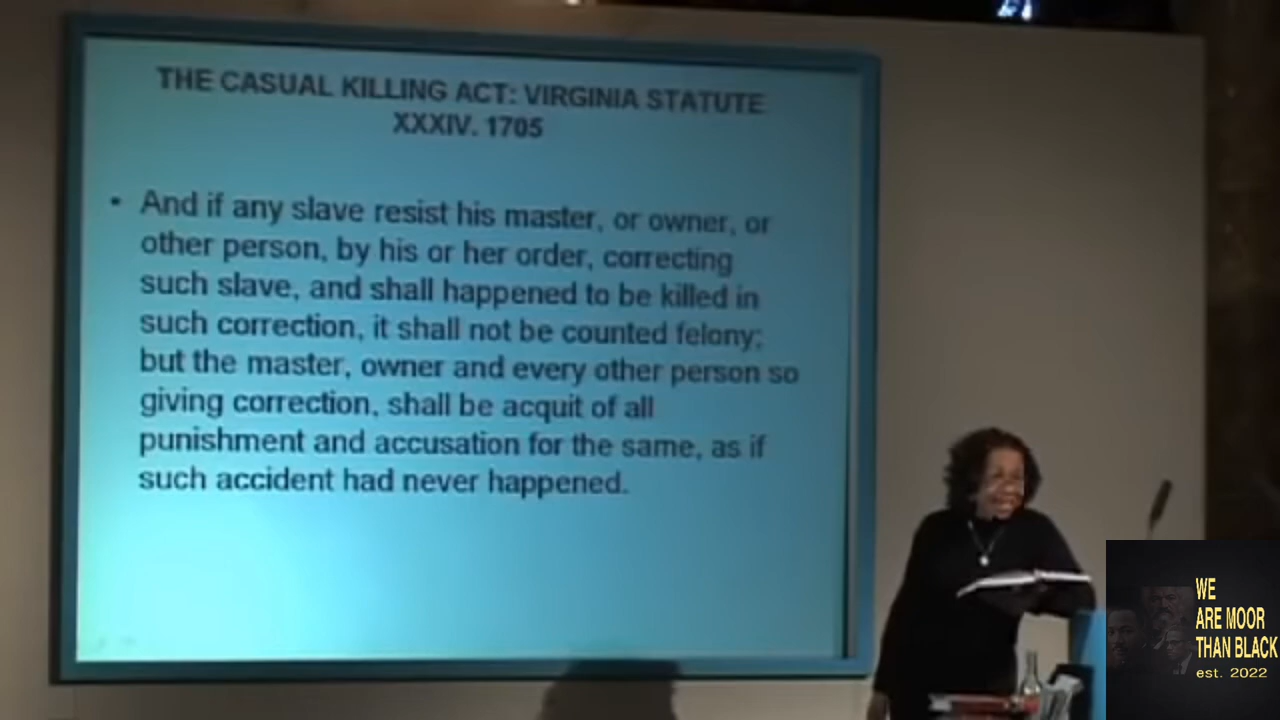 THE CASUAL KILLING ACT: VIRGINIA STATUTE
XXXIV. 1705
• And if any slave resist his master, or owner, or
other person, by his or her order, correcting
such slave, and shall happened to be killed in
such correction, it shall not be counted felony;
but the master, owner and every other person so
giving correction, shall be acquit of all
punishment and accusation for the same, as if
such accident had never happened.
WE
ARE MOOR
THAN BLACK
est. 2022